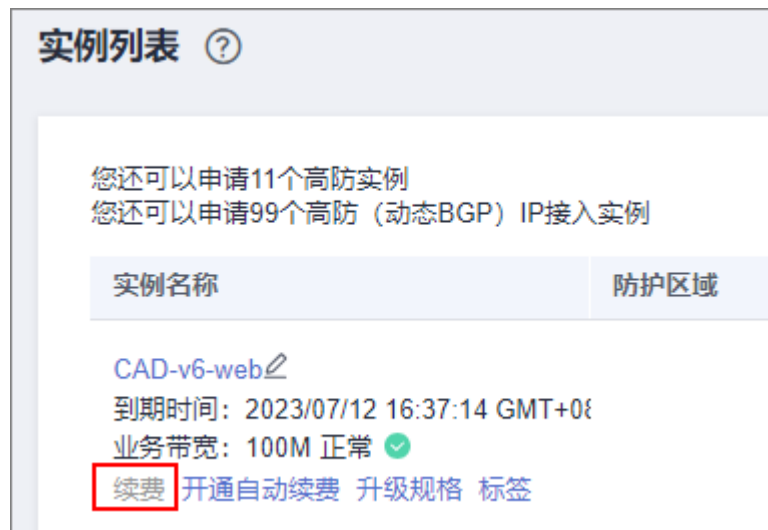 实例列表 ?
您还可以申请11个高防实例
您还可以申请99个高防（动态BGP）IP接入实例
实例名称 防护区域
CAD-v6-web
到期时间：2023/07/12 16:37:14 GMT+08
业务带宽：100M 正常
续费 开通自动续费 升级规格 标签